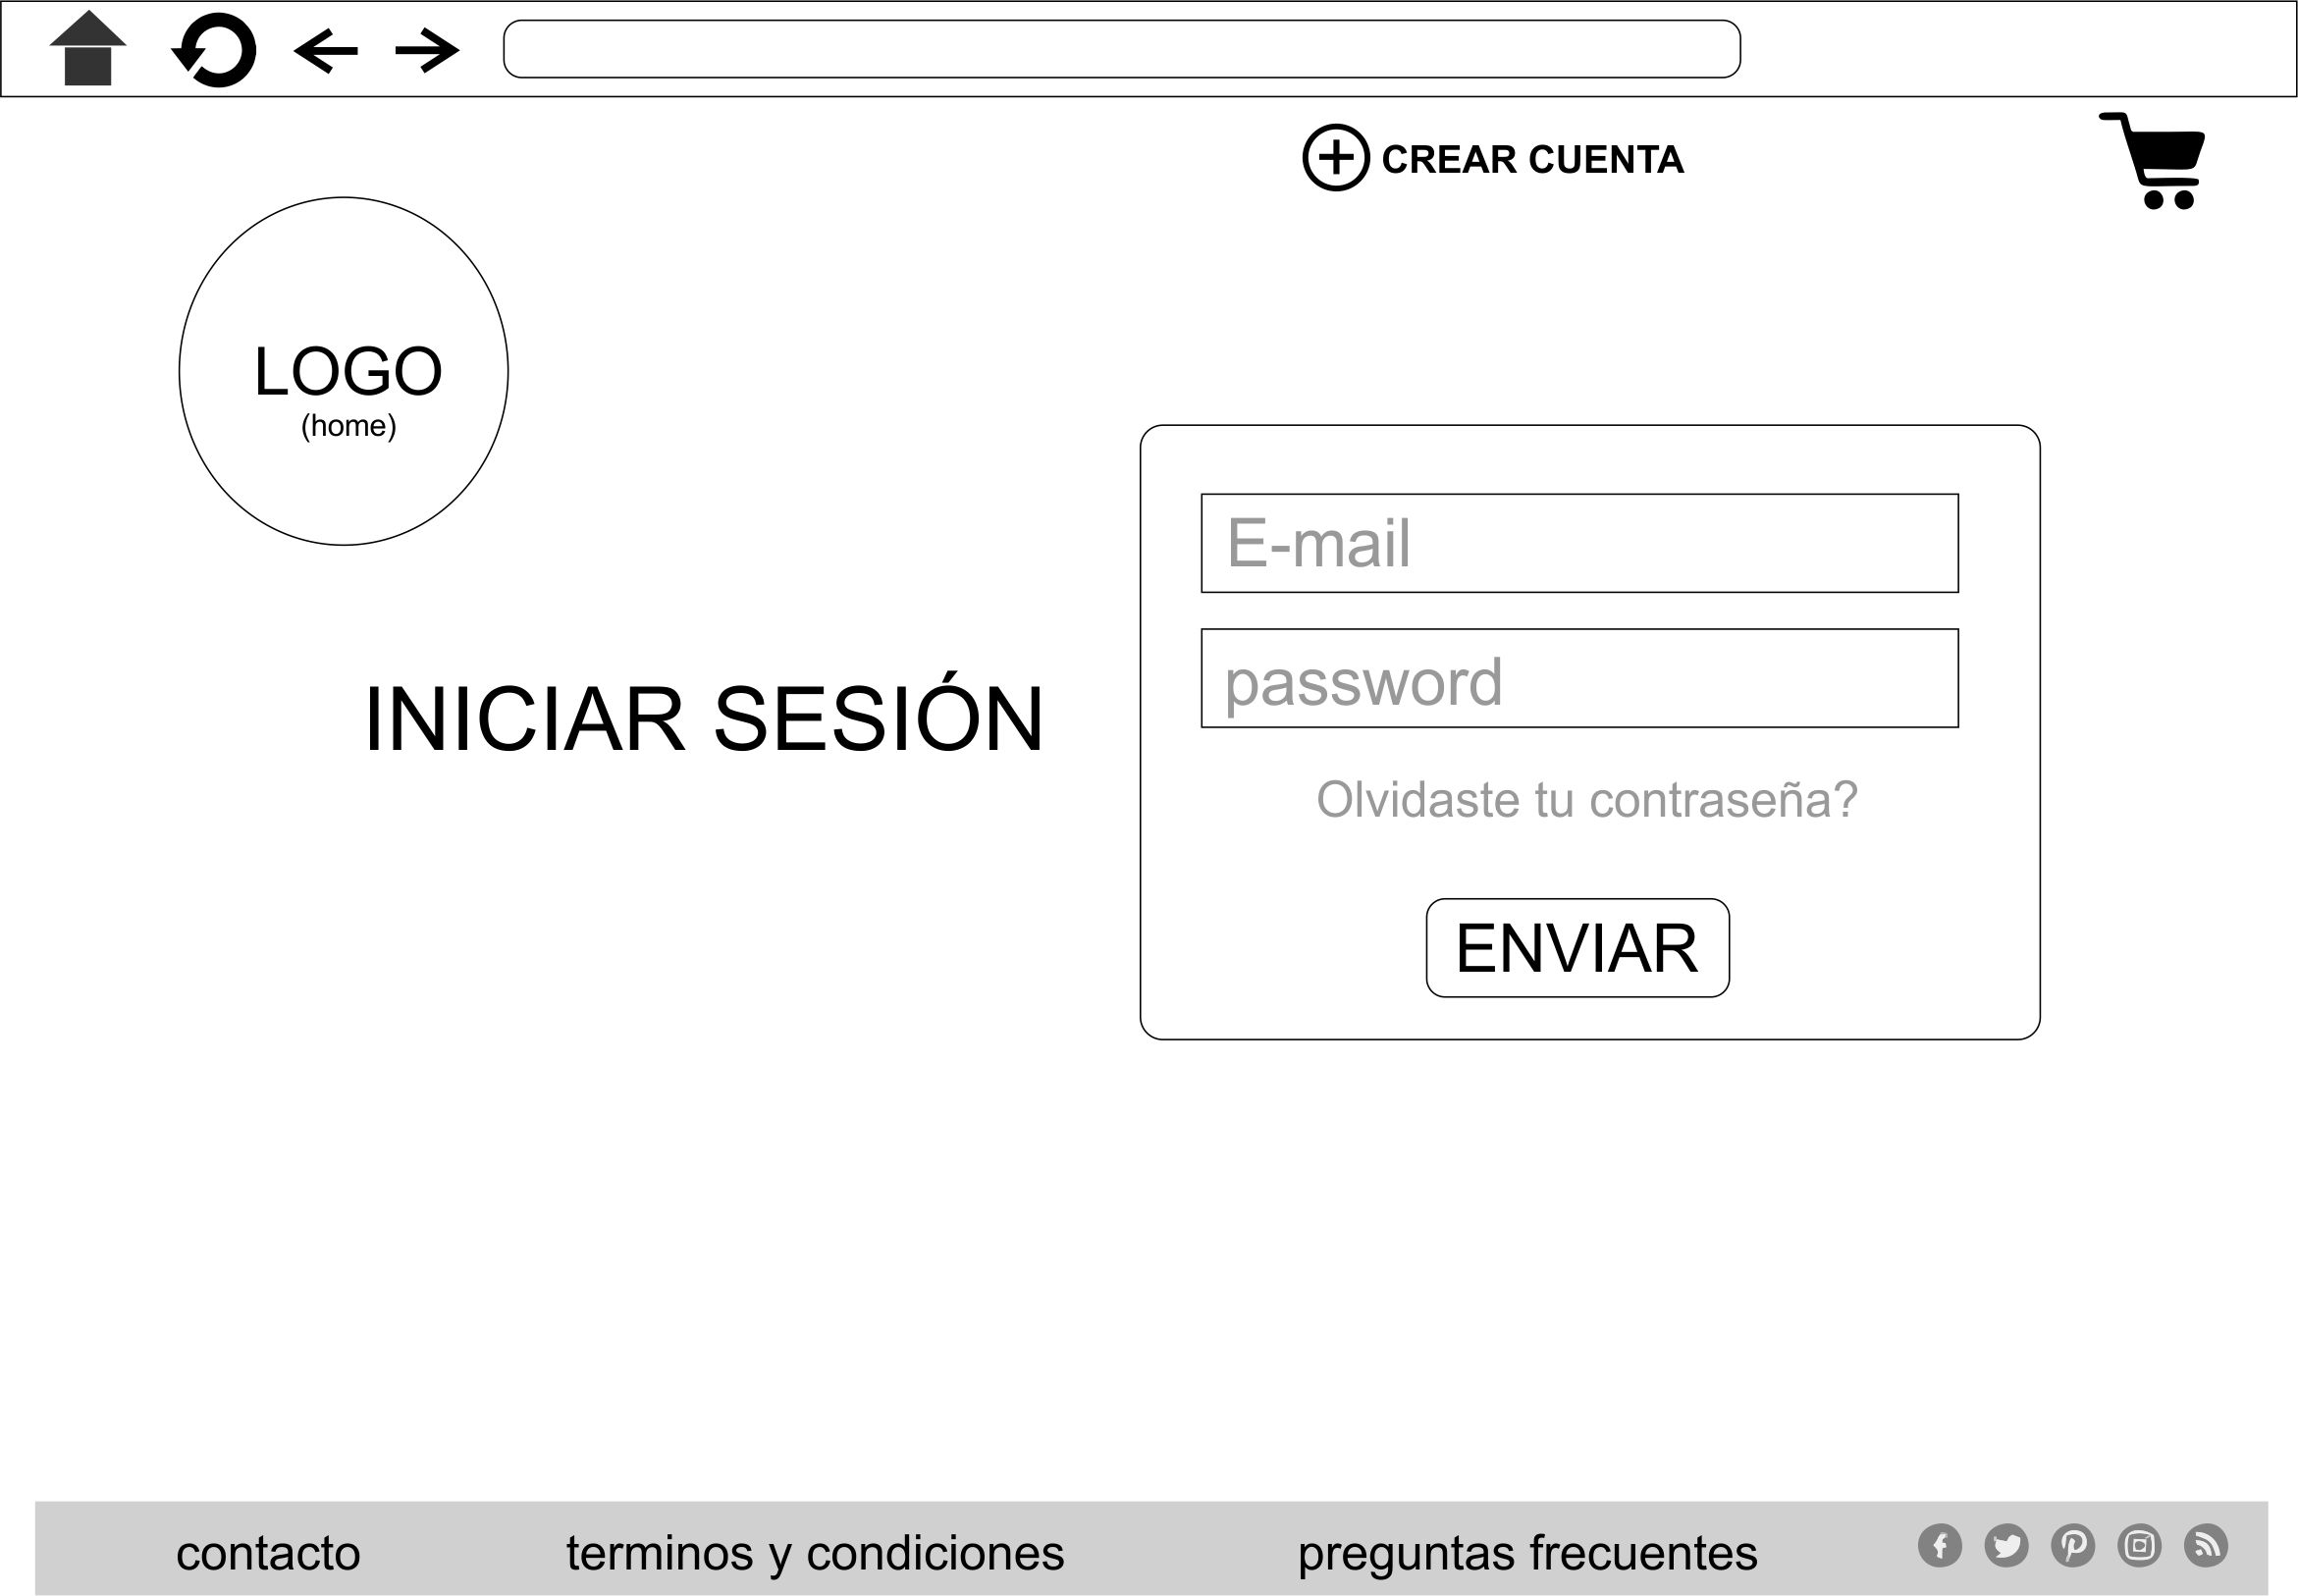 CREAR CUENTA
LOGO
(home)
E-mail
password
INICIAR SESIÓN
Olvidaste tu contraseña?
ENVIAR
contacto
terminos y condiciones
preguntas frecuentes